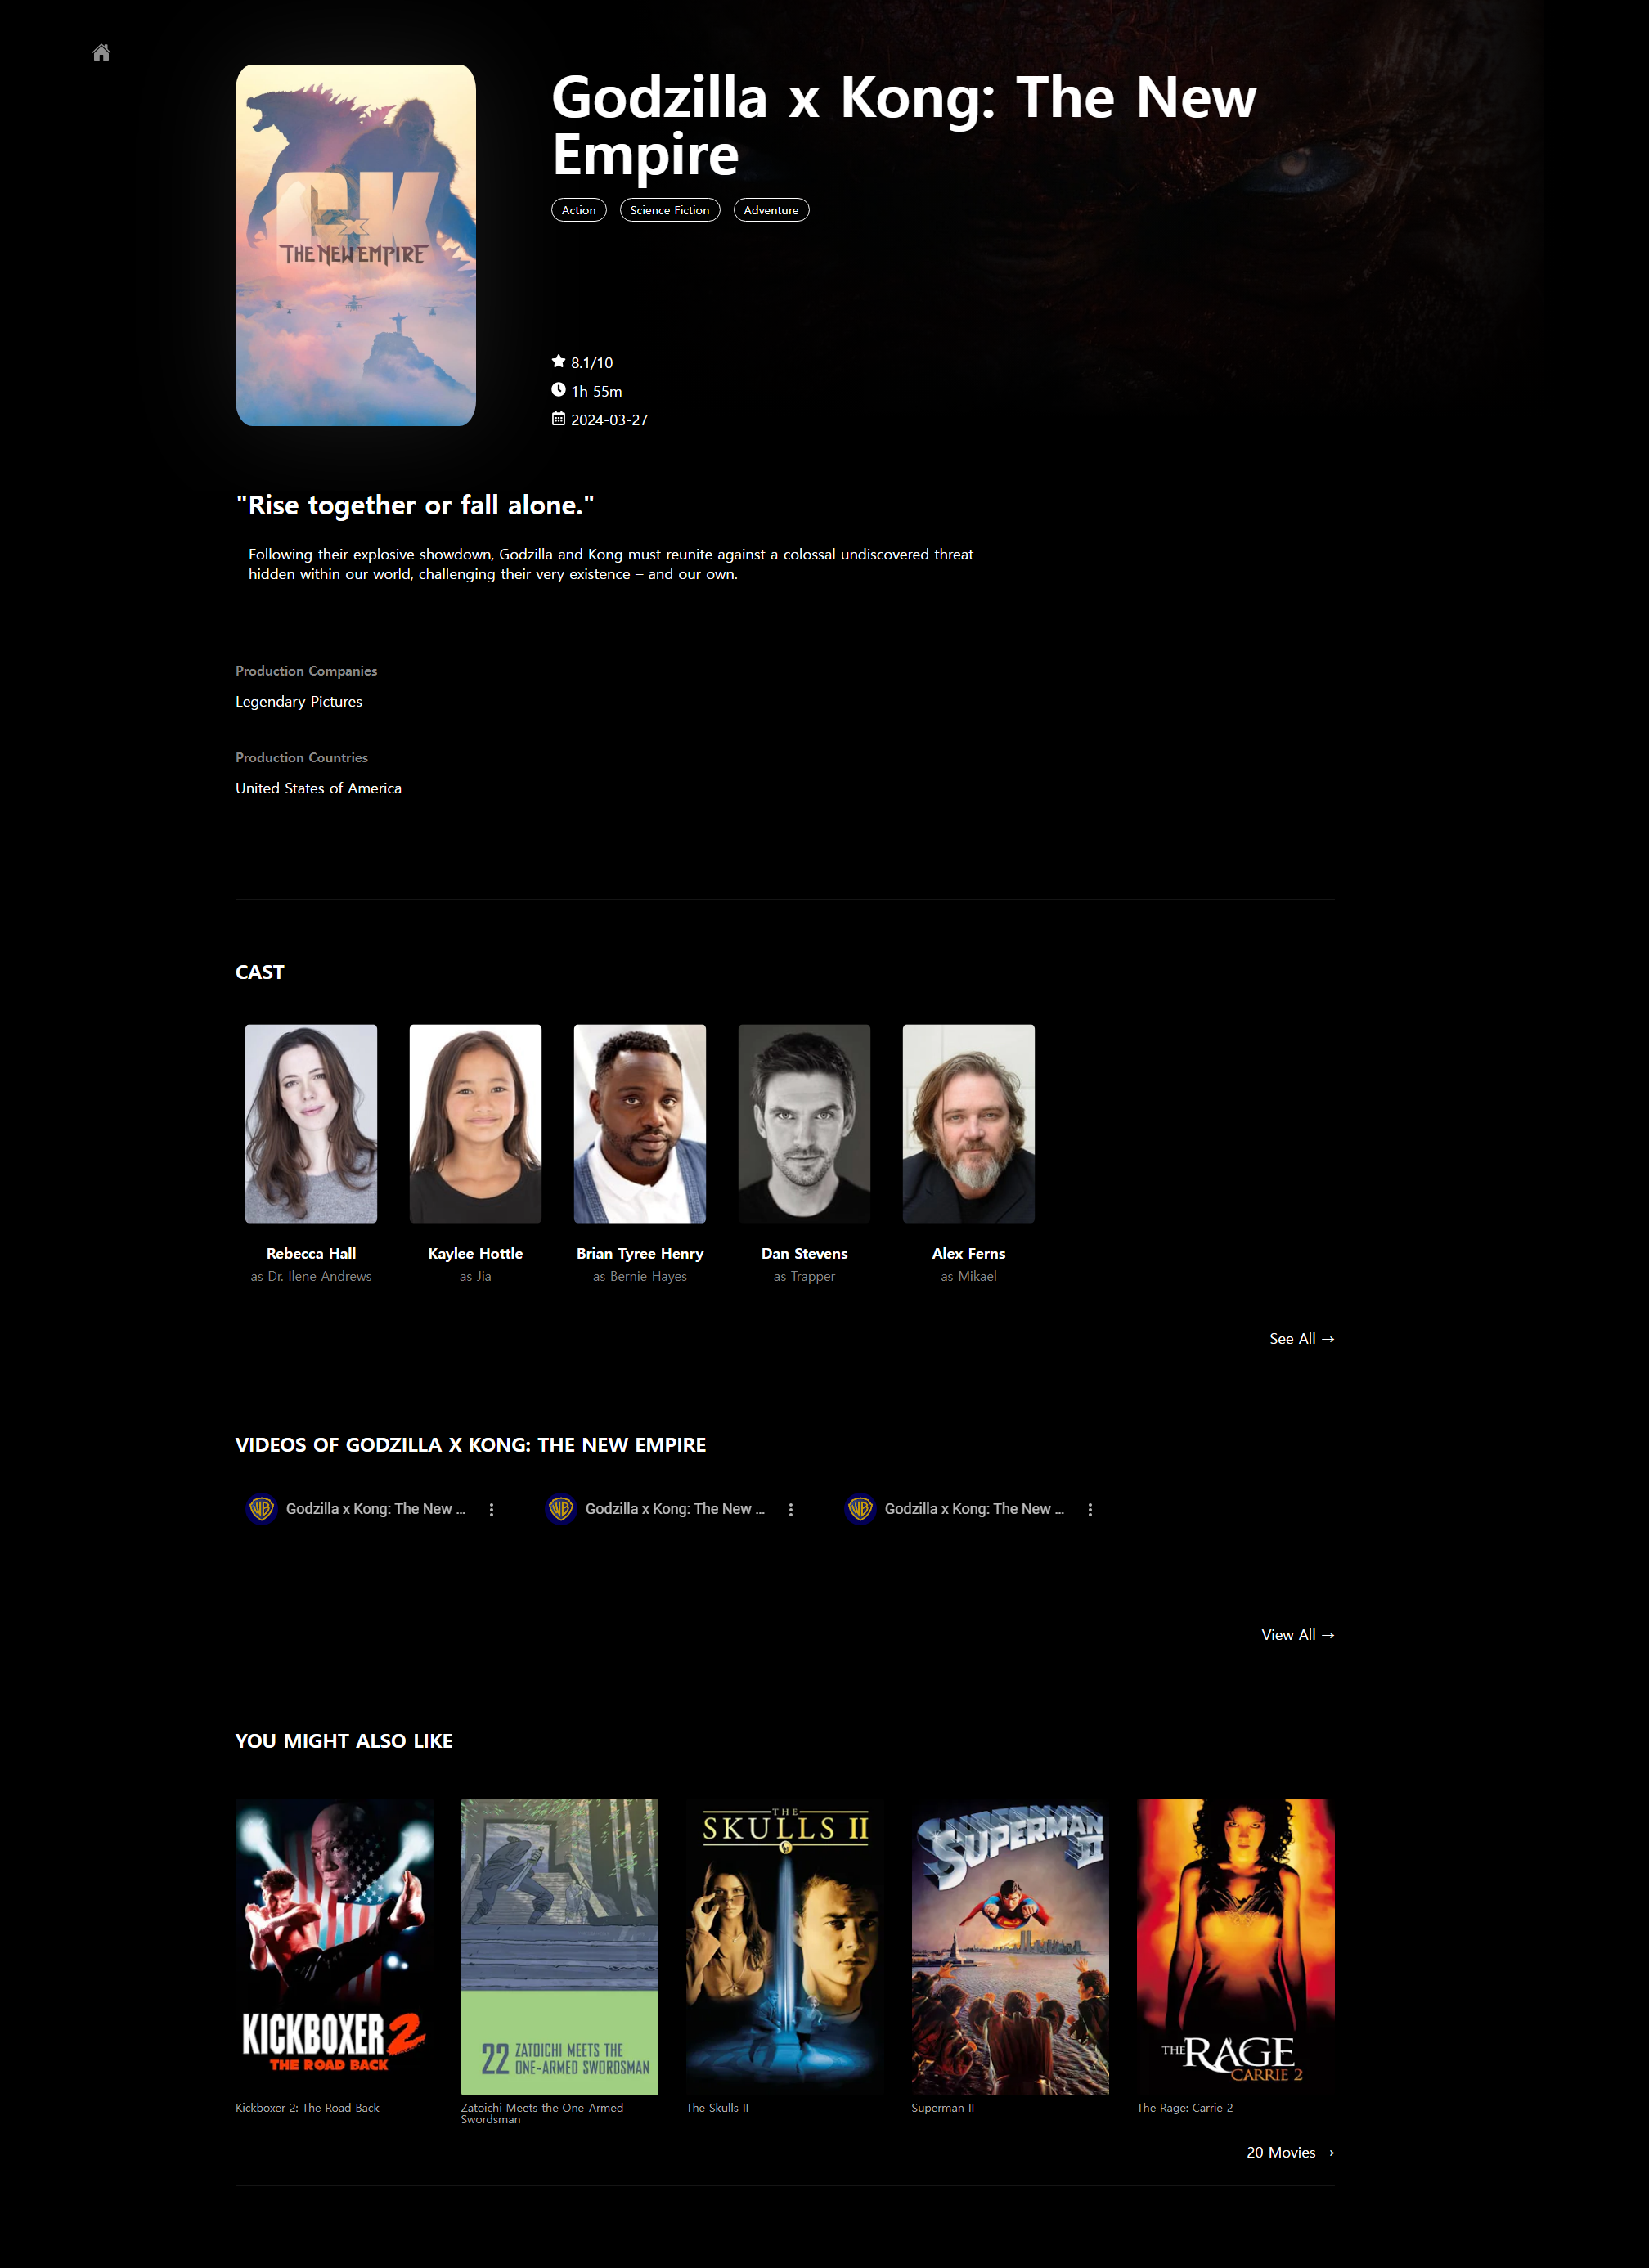 Godzilla x Kong: The New
Empire
GK
x
THE NEW EMPIRE
Action
Science Fiction
Adventure
8.1/10
1h 55m
2024-03-27
"Rise together or fall alone."
Following their explosive showdown, Godzilla and Kong must reunite against a colossal undiscovered threat
hidden within our world, challenging their very existence – and our own.
Production Companies
Legendary Pictures
Production Countries
United States of America
CAST
Rebecca Hall
as Dr. Ilene Andrews
Kaylee Hottle
as Jia
Brian Tyree Henry
as Bernie Hayes
Dan Stevens
as Trapper
Alex Ferns
as Mikael
See All →
VIDEOS OF GODZILLA X KONG: THE NEW EMPIRE
WB
Godzilla x Kong: The New ...
WB
Godzilla x Kong: The New ...
WB
Godzilla x Kong: The New ...
View All →
YOU MIGHT ALSO LIKE
KICKBOXER 2
THE ROAD BACK
22 ZATOICHI MEETS THE
ONE-ARMED SWORDSMAN
THE
SKULLS II
SUPERMAN
II
THE RAGE
CARRIE 2
Kickboxer 2: The Road Back
Zatoichi Meets the One-Armed
Swordsman
The Skulls II
Superman II
The Rage: Carrie 2
20 Movies →